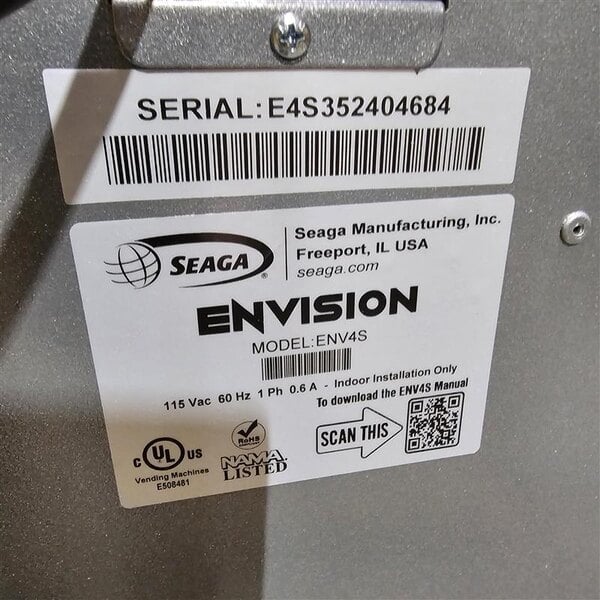 SERIAL: E4S352404684
SEAGA®
Seaga Manufacturing, Inc.
Freeport, IL USA
seaga.com
ENVISION
MODEL:ENV4S
115 Vac 60 Hz 1 Ph 0.6 A - Indoor Installation Only
To download the ENV4S Manual
SCAN THIS
C UL US
Vending Machines
E508481
RoHS
NAMA
LISTED